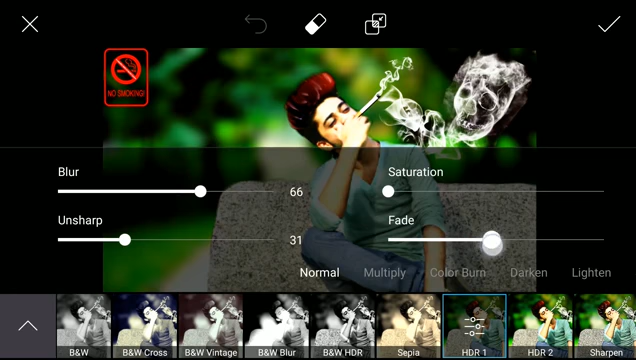 NO SMOKING!
Blur
66
Saturation
Unsharp
31
Fade
Normal Multiply Color Burn Darken Lighten
B&W B&W Cross B&W Vintage B&W Blur B&W HDR Sepia HDR 1 HDR 2 Sharpen